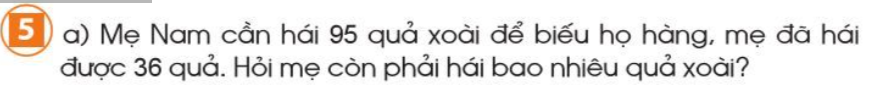 5 a) Mẹ Nam cần hái 95 quả xoài để biếu họ hàng, mẹ đã hái
được 36 quả. Hỏi mẹ còn phải hái bao nhiêu quả xoài?